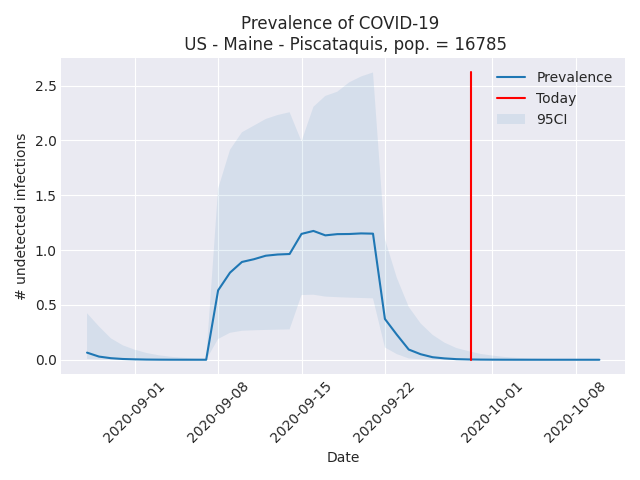 Prevalence of COVID-19
US - Maine - Piscataquis, pop. = 16785
Prevalence
Today
95CI
# undetected infections
2.5
2.0
1.5
1.0
0.5
0.0
2020-09-01
2020-09-08
2020-09-15
2020-09-22
2020-10-01
2020-10-08
Date